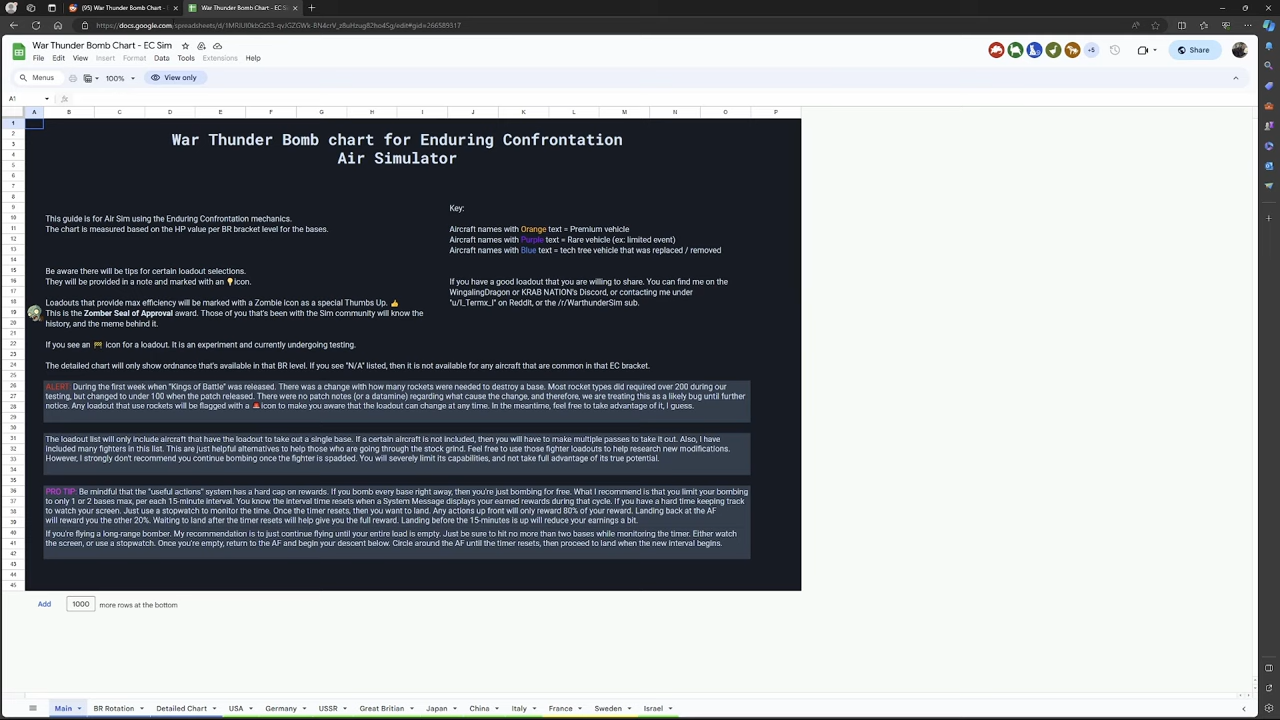 (95) War Thunder Bomb Chart - (
War Thunder Bomb Chart - EC Sim
War Thunder Bomb Chart - EC Sim
File Edit View Insert Format Data Tools Extensions Help
+5
Share
Menus
100%
View only
A1
fx
A B C D E F G H I J K L M N O P
War Thunder Bomb chart for Enduring Confrontation
Air Simulator
This guide is for Air Sim using the Enduring Confrontation mechanics.
The chart is measured based on the HP value per BR bracket level for the bases.
Be aware there will be tips for certain loadout selections.
They will be provided in a note and marked with an 💡icon.
Loadouts that provide max efficiency will be marked with a Zombie icon as a special Thumbs Up. 👍
This is the Zomber Seal of Approval award. Those of you that's been with the Sim community will know the
history, and the meme behind it.
If you see an 🚧 icon for a loadout. It is an experiment and currently undergoing testing.
The detailed chart will only show ordnance that's available in that BR level. If you see "N/A" listed, then it is not available for any aircraft that are common in that EC bracket.
Key:
Aircraft names with Orange text = Premium vehicle
Aircraft names with Purple text = Rare vehicle (ex: limited event)
Aircraft names with Blue text = tech tree vehicle that was replaced / removed
If you have a good loadout that you are willing to share. You can find me on the
WingalingDragon or KRAB NATION's Discord, or contacting me under
"u/I_Termx_I" on Reddit, or the /r/WarthunderSim sub.
ALERT: During the first week when "Kings of Battle" was released. There was a change with how many rockets were needed to destroy a base. Most rocket types did required over 200 during our
testing, but changed to under 100 when the patch released. There were no patch notes (or a datamine) regarding what cause the change, and therefore, we are treating this as a likely bug until further
notice. Any loadout that use rockets will be flagged with a 🚨icon to make you aware that the loadout can change at any time. In the meantime, feel free to take advantage of it, I guess.
The loadout list will only include aircraft that have the loadout to take out a single base. If a certain aircraft is not included, then you will have to make multiple passes to take it out. Also, I have
included many fighters in this list. This are just helpful alternatives to help those who are going through the stock grind. Feel free to use those fighter loadouts to help research new modifications.
However, I strongly don't recommend you continue bombing once the fighter is spadded. You will severely limit its capabilities, and not take full advantage of its true potential.
PRO TIP: Be mindful that the "useful actions" system has a hard cap on rewards. If you bomb every base right away, then you're just bombing for free. What I recommend is that you limit your bombing
to only 1 or 2 bases max, per each 15-minute interval. You know the interval time resets when a System Message displays your earned rewards during that cycle. If you have a hard time keeping track
to watch your screen. Just use a stopwatch to monitor the time. Once the timer resets, then you want to land. Any actions up front will only reward 80% of your reward. Landing back at the AF
will reward you the other 20%. Waiting to land after the timer resets will help give you the full reward. Landing before the 15-minutes is up will reduce your earnings a bit.
If you're flying a long-range bomber. My recommendation is to just continue flying until your entire load is empty. Just be sure to hit no more than two bases while monitoring the timer. Either watch
the screen, or use a stopwatch. Once you're empty, return to the AF and begin your descent below. Circle around the AF until the timer resets, then proceed to land when the new interval begins.
Add 1000 more rows at the bottom
Main BR Rotation Detailed Chart USA Germany USSR Great Britian Japan China Italy France Sweden Israel